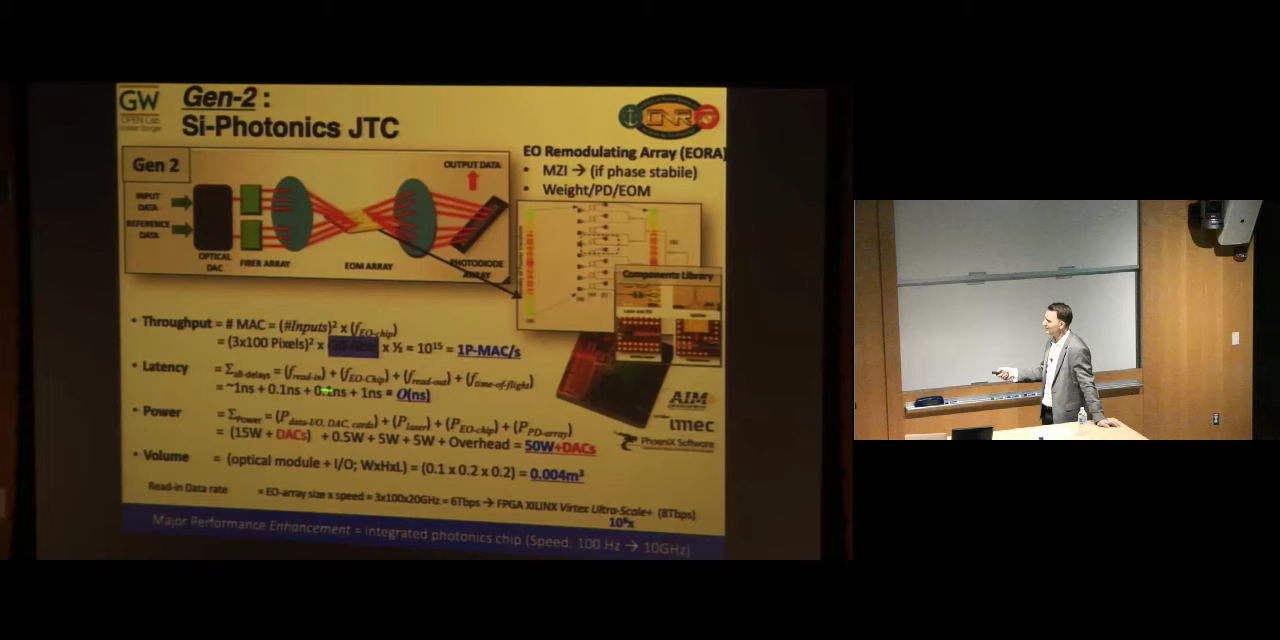 GW
OPEN Lab
Volker Sorger
Gen-2 :
Si-Photonics JTC
Gen 2
OUTPUT DATA
INPUT
DATA
REFERENCE
DATA
OPTICAL
DAC
FIBER ARRAY
EOM ARRAY
PHOTODIODE
ARRAY
EO Remodulating Array (EORA)
• MZI → (if phase stabile)
• Weight/PD/EOM
Components Library
• Throughput = # MAC = (#Inputs)² x (f_EO-chip)
= (3x100 Pixels)² x x ½ ≈ 10¹⁵ = 1P-MAC/s
• Latency = Σ_all-delays = (f_read-in) + (f_EO-Chip) + (f_read-out) + (f_time-of-flight)
= ~1ns + 0.1ns + 0.1ns + 1ns = O(ns)
• Power = Σ_Power = (P_data-I/O, DAC, cards) + (P_laser) + (P_EO-chip) + (P_PD-array)
= (15W + DACs) + 0.5W + 5W + 5W + Overhead = 50W+DACs
• Volume = (optical module + I/O; WxHxL) = (0.1 x 0.2 x 0.2) = 0.004m³
AIM
imec
PhoeniX Software
Read-in Data rate = EO-array size x speed = 3x100x20GHz = 6Tbps → FPGA XILINX Virtex Ultra-Scale+ (8Tbps)
10⁸x
Major Performance Enhancement = integrated photonics chip (Speed: 100 Hz → 10GHz)